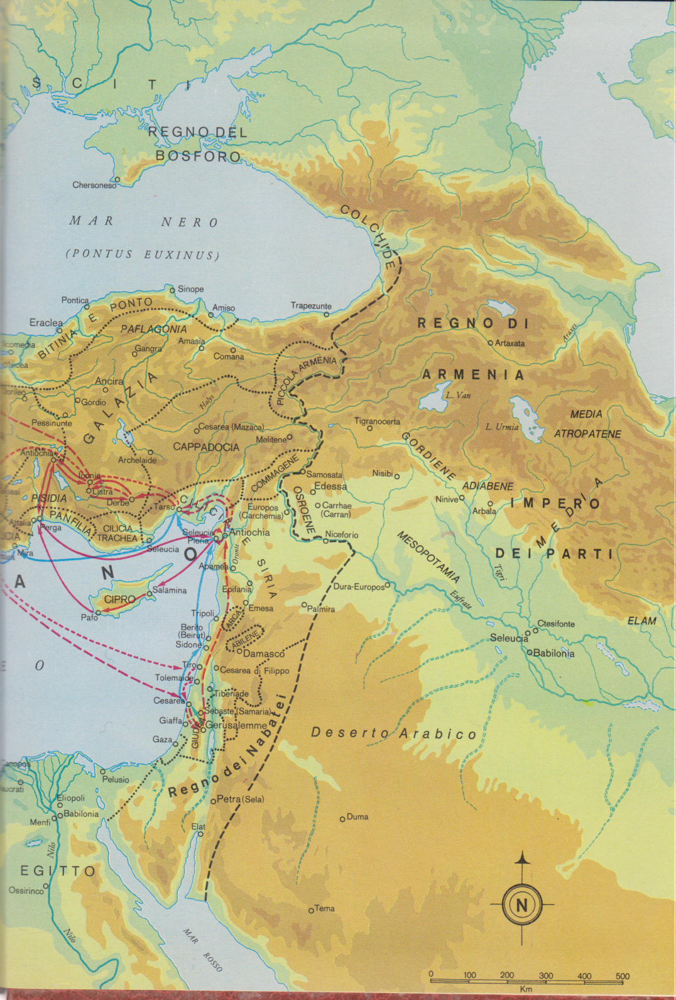 SCITI
REGNO DEL
BOSFORO
Chersoneso
MAR NERO
(PONTUS EUXINUS)
COLCHIDE
Sinope
Pontica
PONTO
E
BITINIA
Amiso
Trapezunte
Eraclea
PAFLAGONIA
REGNO DI
ARMENIA
Araxes
Artaxata
Amasia
Gangra
Comana
PICCOLA ARMENIA
Ancira
Gordio
GALAZIA
Halys
L. Van
L. Urmia
MEDIA
ATROPATENE
Pessinunte
Cesarea (Mazaca)
Melitene
Tigranocerta
GORDIENE
CAPPADOCIA
Antiochia
Archelaide
COMMAGENE
Samosata
Nisibi
Edessa
ADIABENE
Iconio
Listra
PISIDIA
Derbe
Tarso
CILICIA
E
SIRIA
Europos
(Carchemis)
OSROENE
Carrhae
(Carran)
Ninive
Arbala
IMPERO
DEI PARTI
MEDIA
Attalia
Perga
PANFILIA
CILICIA
TRACHEA
Seleucia
Pieria
Antiochia
Niceforio
MESOPOTAMIA
Mira
Seleucia
Oronte
Apamea
Tigri
A
N
O
Salamina
CIPRO
Pafo
Epifania
Emesa
Palmira
Dura-Europos
Eufrate
ELAM
Ctesifonte
Seleucia
Babilonia
Tripoli
ARCA
Berito
(Beirut)
ABILENE
Sidone
Damasco
E
O
Tiro
Cesarea di Filippo
Tolemaide
Tiberiade
Cesarea
Sebaste (Samaria)
Giaffa
Gerusalemme
GIUDEA
Gaza
Regno dei Nabatei
Deserto Arabico
Pelusio
Eliopoli
Babilonia
Menfi
Petra (Sela)
Elat
Duma
Nilo
EGITTO
Ossirinco
Nilo
Tema
MAR
ROSSO
N
0 100 200 300 400 500
Km